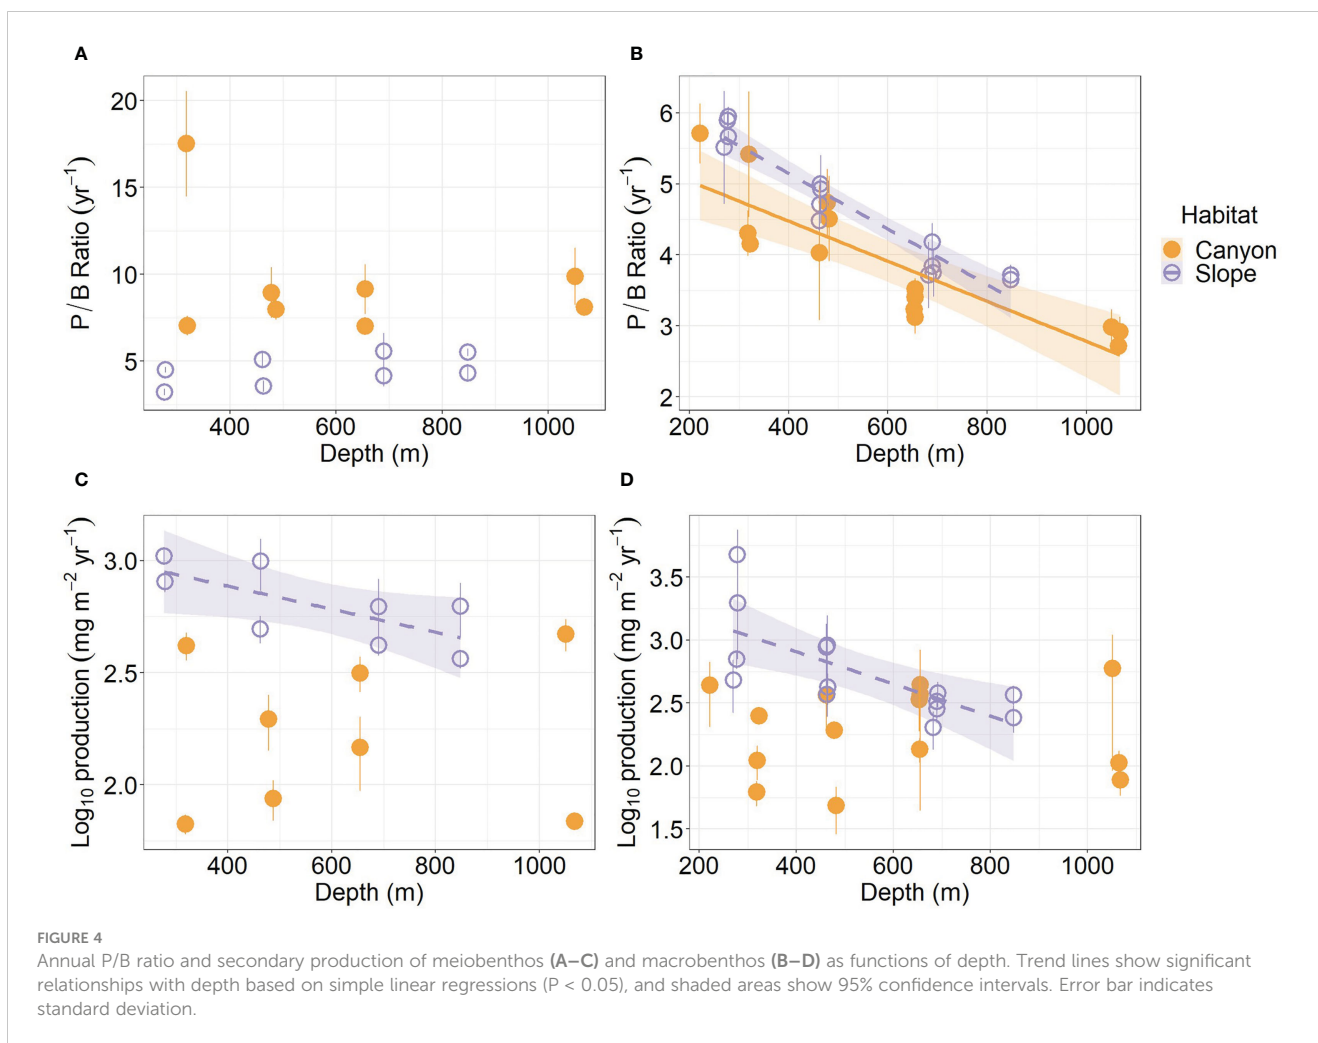 A
P/B Ratio (yr⁻¹)
20
15
10
5
400 600 800 1000
Depth (m)
B
P/B Ratio (yr⁻¹)
6
5
4
3
2
200 400 600 800 1000
Depth (m)
Habitat
Canyon
Slope
C
Log₁₀ production (mg m⁻² yr⁻¹)
3.0
2.5
2.0
400 600 800 1000
Depth (m)
D
Log₁₀ production (mg m⁻² yr⁻¹)
3.5
3.0
2.5
2.0
1.5
200 400 600 800 1000
Depth (m)
FIGURE 4
Annual P/B ratio and secondary production of meiobenthos (A–C) and macrobenthos (B–D) as functions of depth. Trend lines show significant
relationships with depth based on simple linear regressions (P < 0.05), and shaded areas show 95% confidence intervals. Error bar indicates
standard deviation.